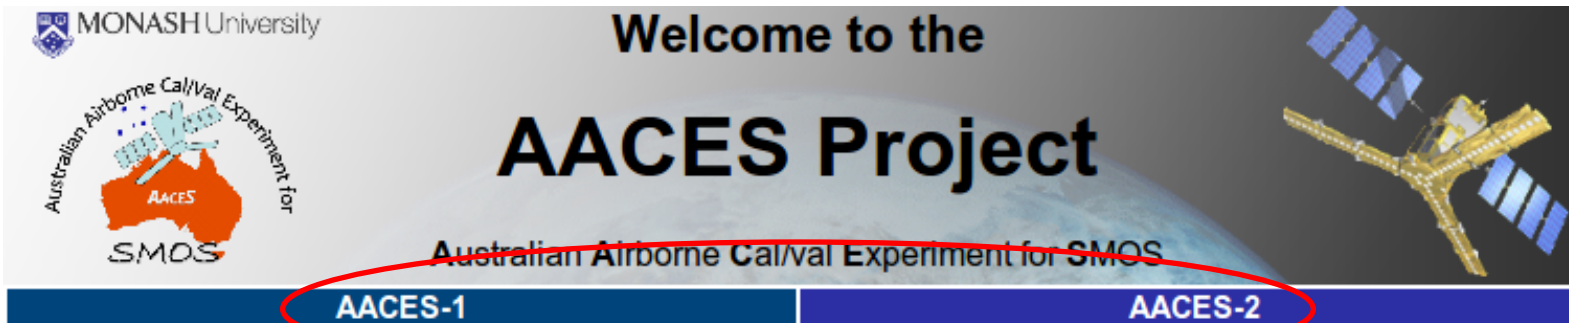 MONASH University
Welcome to the
Australian Airborne Cal/Val Experiment for
AACES Project
AACES
SMOS
Australian Airborne Cal/val Experiment for SMOS
AACES-1
AACES-2